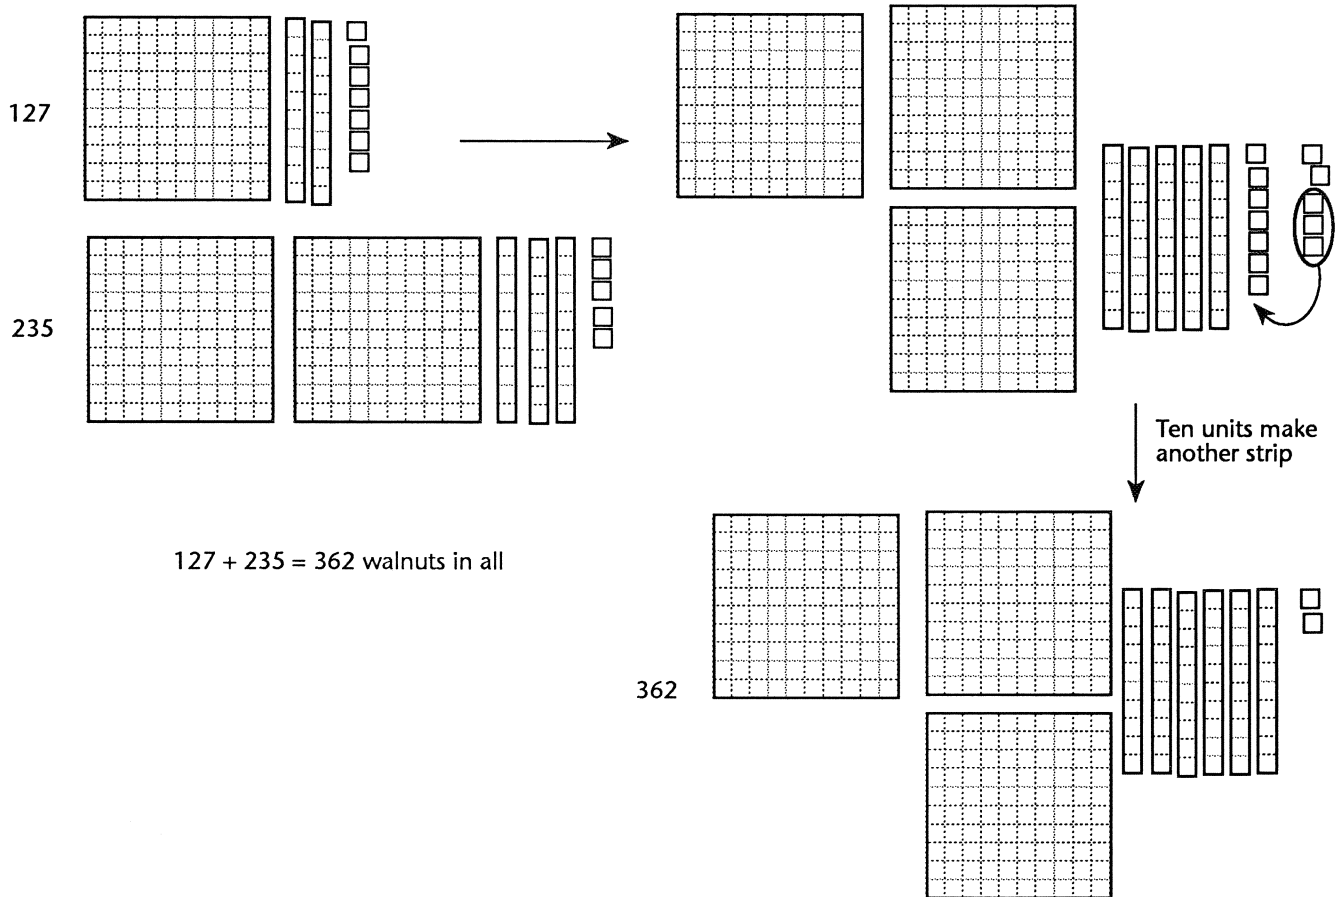 127
235
Ten units make
another strip
127 + 235 = 362 walnuts in all
362